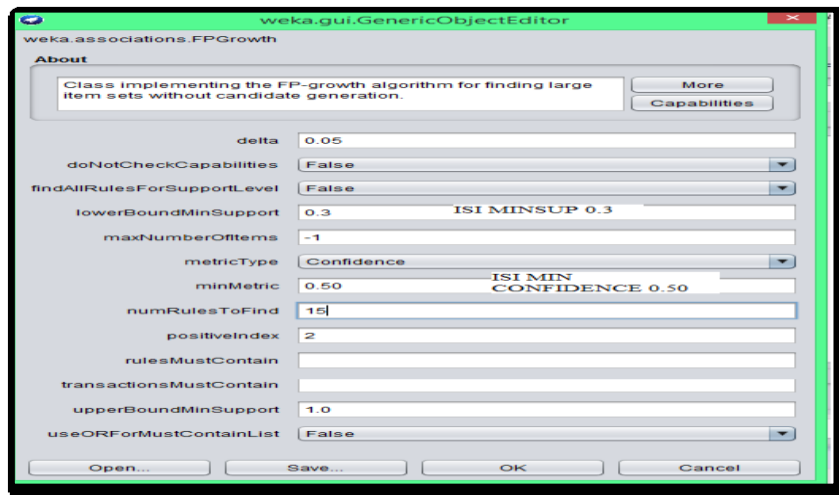 weka.gui.GenericObjectEditor
weka.associations.FPGrowth
About
Class implementing the FP-growth algorithm for finding large
item sets without candidate generation.
More
Capabilities
delta 0.05
doNotCheckCapabilities False
findAllRulesForSupportLevel False
lowerBoundMinSupport 0.3 ISI MINSUP 0.3
maxNumberOfItems -1
metricType Confidence
minMetric 0.50 ISI MIN
CONFIDENCE 0.50
numRulesToFind 15
positiveIndex 2
rulesMustContain
transactionsMustContain
upperBoundMinSupport 1.0
useORForMustContainList False
Open... Save... OK Cancel